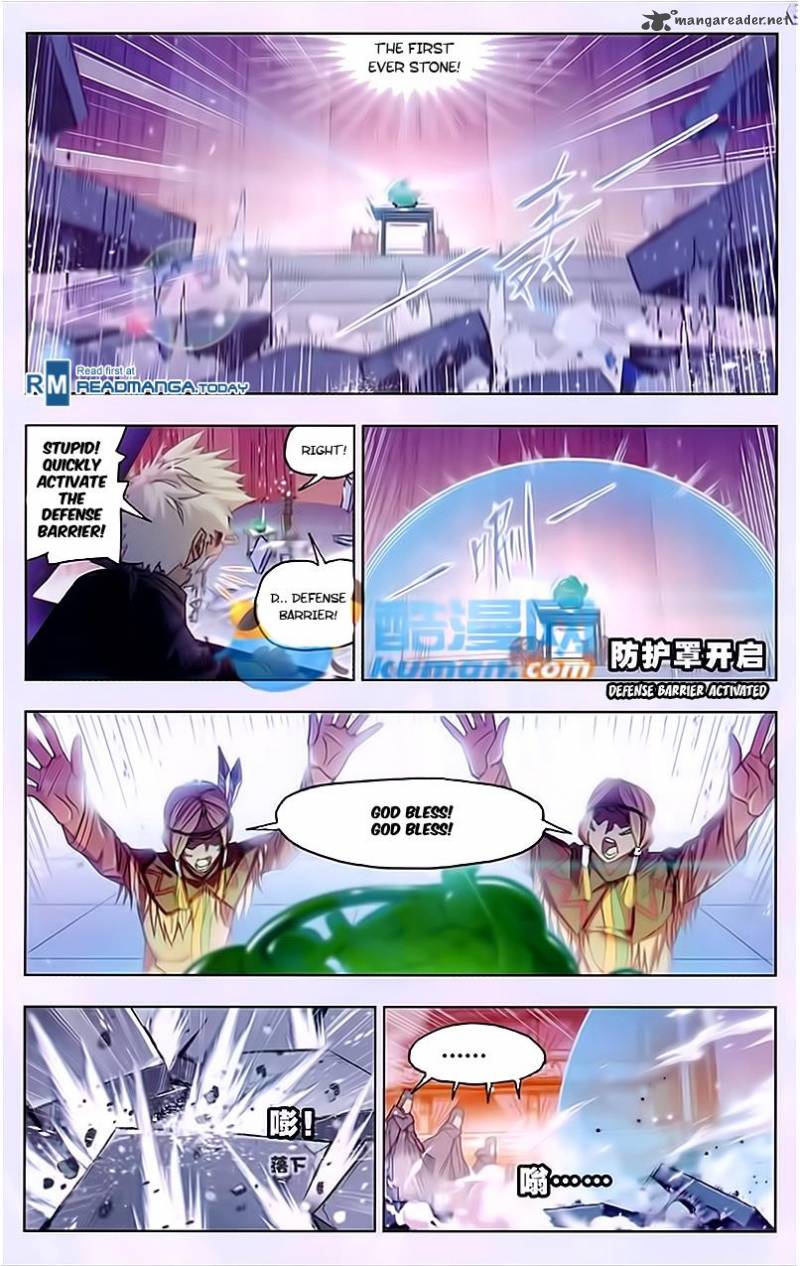 mangareader.net
THE FIRST
EVER STONE!
轰
Read first at
RM READMANGA.TODAY
STUPID!
QUICKLY
ACTIVATE
THE
DEFENSE
BARRIER!
RIGHT!
D.. DEFENSE
BARRIER!
唰
酷漫网
kuman.com
防护罩开启
DEFENSE BARRIER ACTIVATED
GOD BLESS!
GOD BLESS!
嘭!
落下
......
嗡……